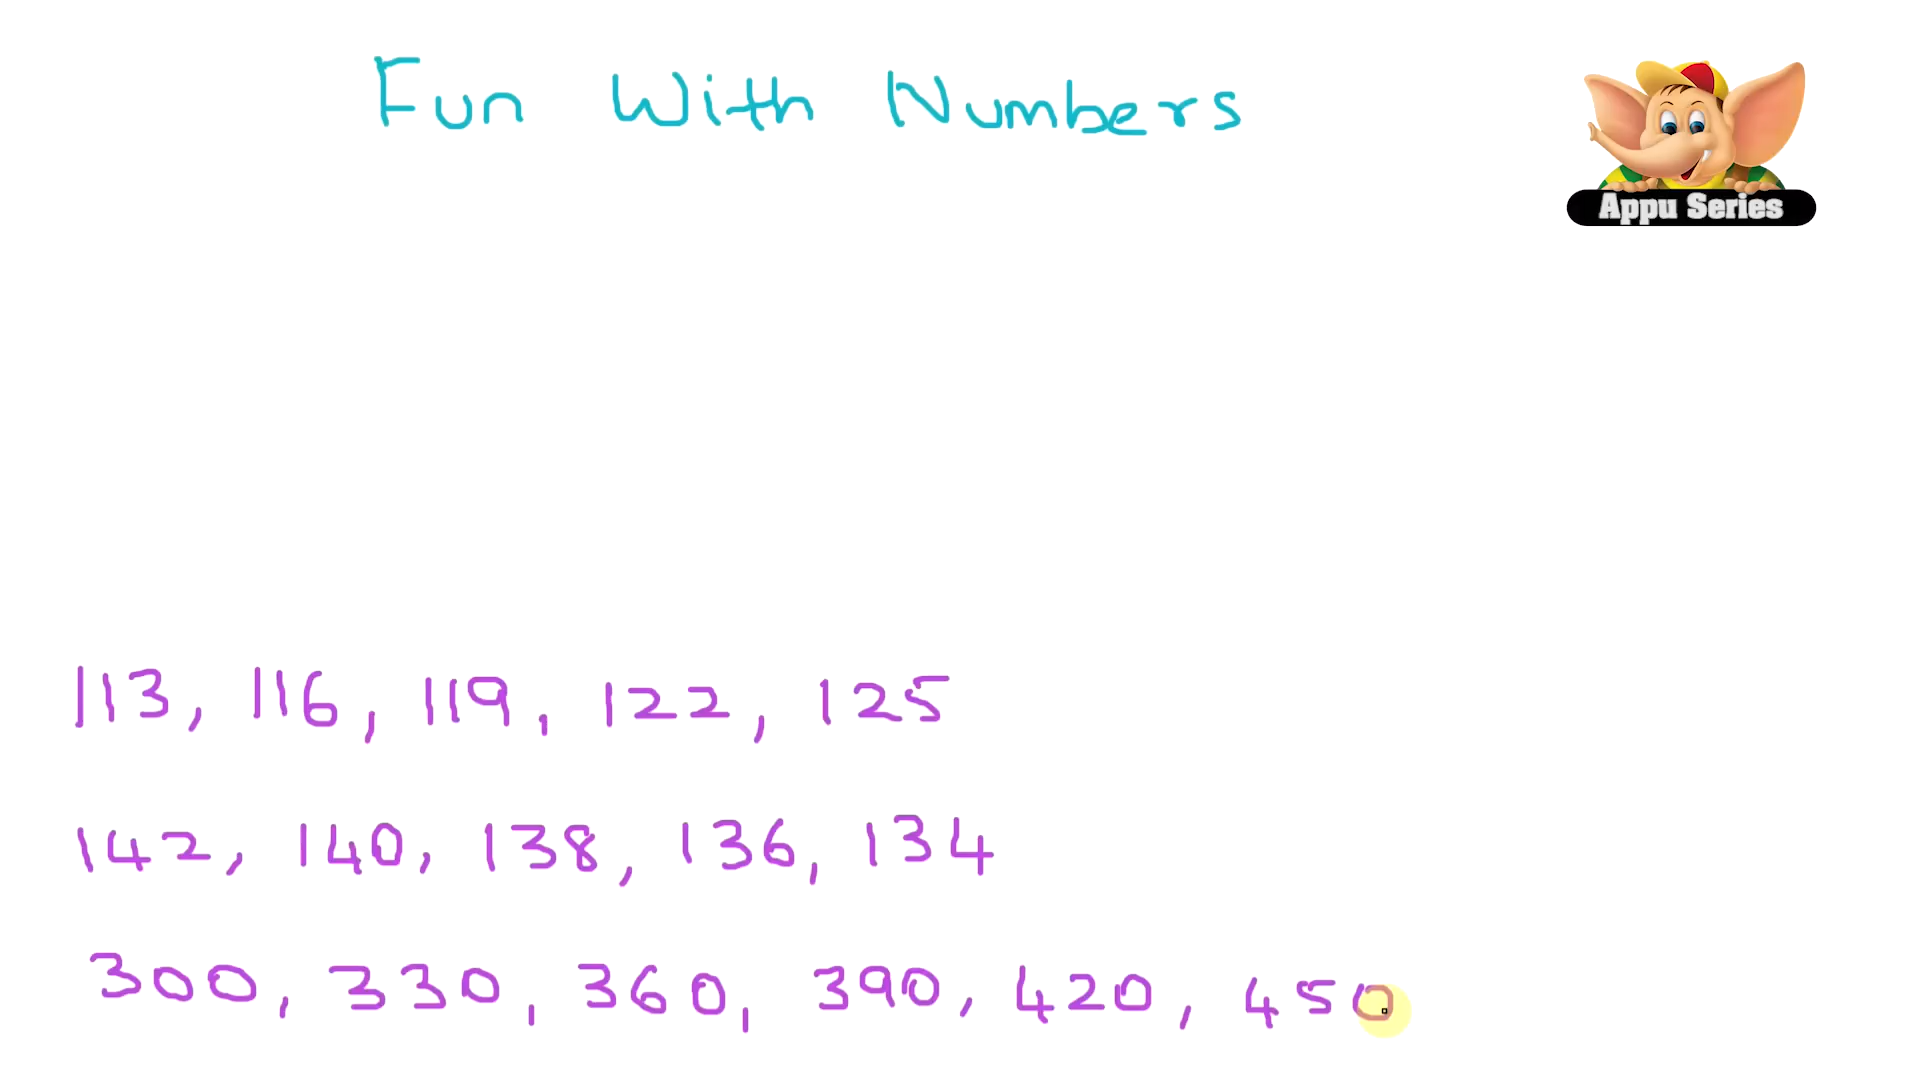 Fun With Numbers
Appu Series
113, 116, 119, 122, 125
142, 140, 138, 136, 134
300, 330, 360, 390, 420, 450